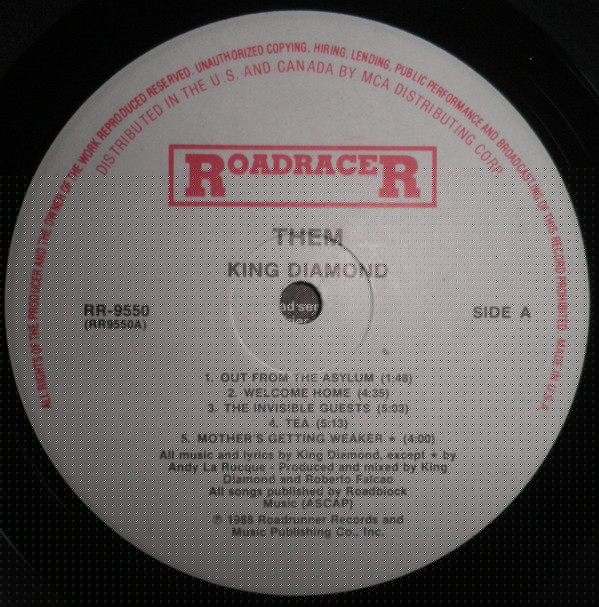 ALL RIGHTS OF THE PRODUCER AND THE OWNER OF THE WORK REPRODUCED RESERVED. UNAUTHORIZED COPYING, HIRING, LENDING, PUBLIC PERFORMANCE AND BROADCASTING OF THIS RECORD PROHIBITED. MADE IN U.S.A.
DISTRIBUTED IN THE U.S. AND CANADA BY MCA DISTRIBUTING CORP.
ROADRACER
THEM
KING DIAMOND
RR-9550
(RR9550A)
SIDE A
ad ser
1. OUT FROM THE ASYLUM (1:48)
2. WELCOME HOME (4:35)
3. THE INVISIBLE GUESTS (5:03)
4. TEA (5:13)
5. MOTHER'S GETTING WEAKER ★ (4:00)
All music and lyrics by King Diamond, except ★ by
Andy La Rocque - Produced and mixed by King
Diamond and Roberto Falcao
All songs published by Roadblock
Music (ASCAP)
℗ 1988 Roadrunner Records and
Music Publishing Co., Inc.